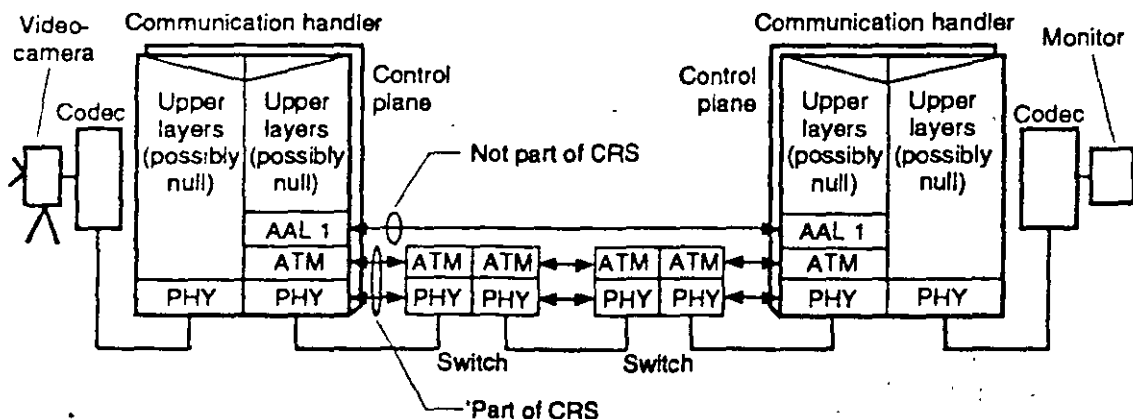 Video-
camera
Communication handler
Communication handler
Monitor
Codec
Control
plane
Control
plane
Codec
Upper
layers
(possibly
null)
Upper
layers
(possibly
null)
Upper
layers
(possibly
null)
Upper
layers
(possibly
null)
Not part of CRS
AAL 1
AAL 1
ATM
ATM
ATM
ATM
ATM
ATM
PHY
PHY
PHY
PHY
PHY
PHY
PHY
PHY
Switch
Switch
Part of CRS